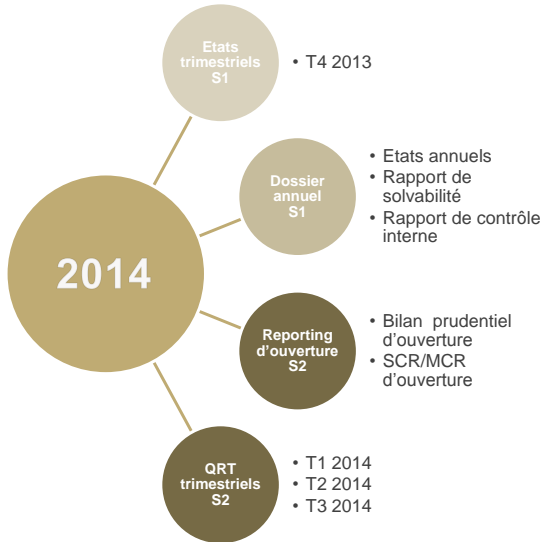 Etats
trimestriels
S1
• T4 2013
Dossier
annuel
S1
• Etats annuels
• Rapport de
solvabilité
• Rapport de contrôle
interne
2014
Reporting
d’ouverture
S2
• Bilan prudentiel
d’ouverture
• SCR/MCR
d’ouverture
QRT
trimestriels
S2
• T1 2014
• T2 2014
• T3 2014